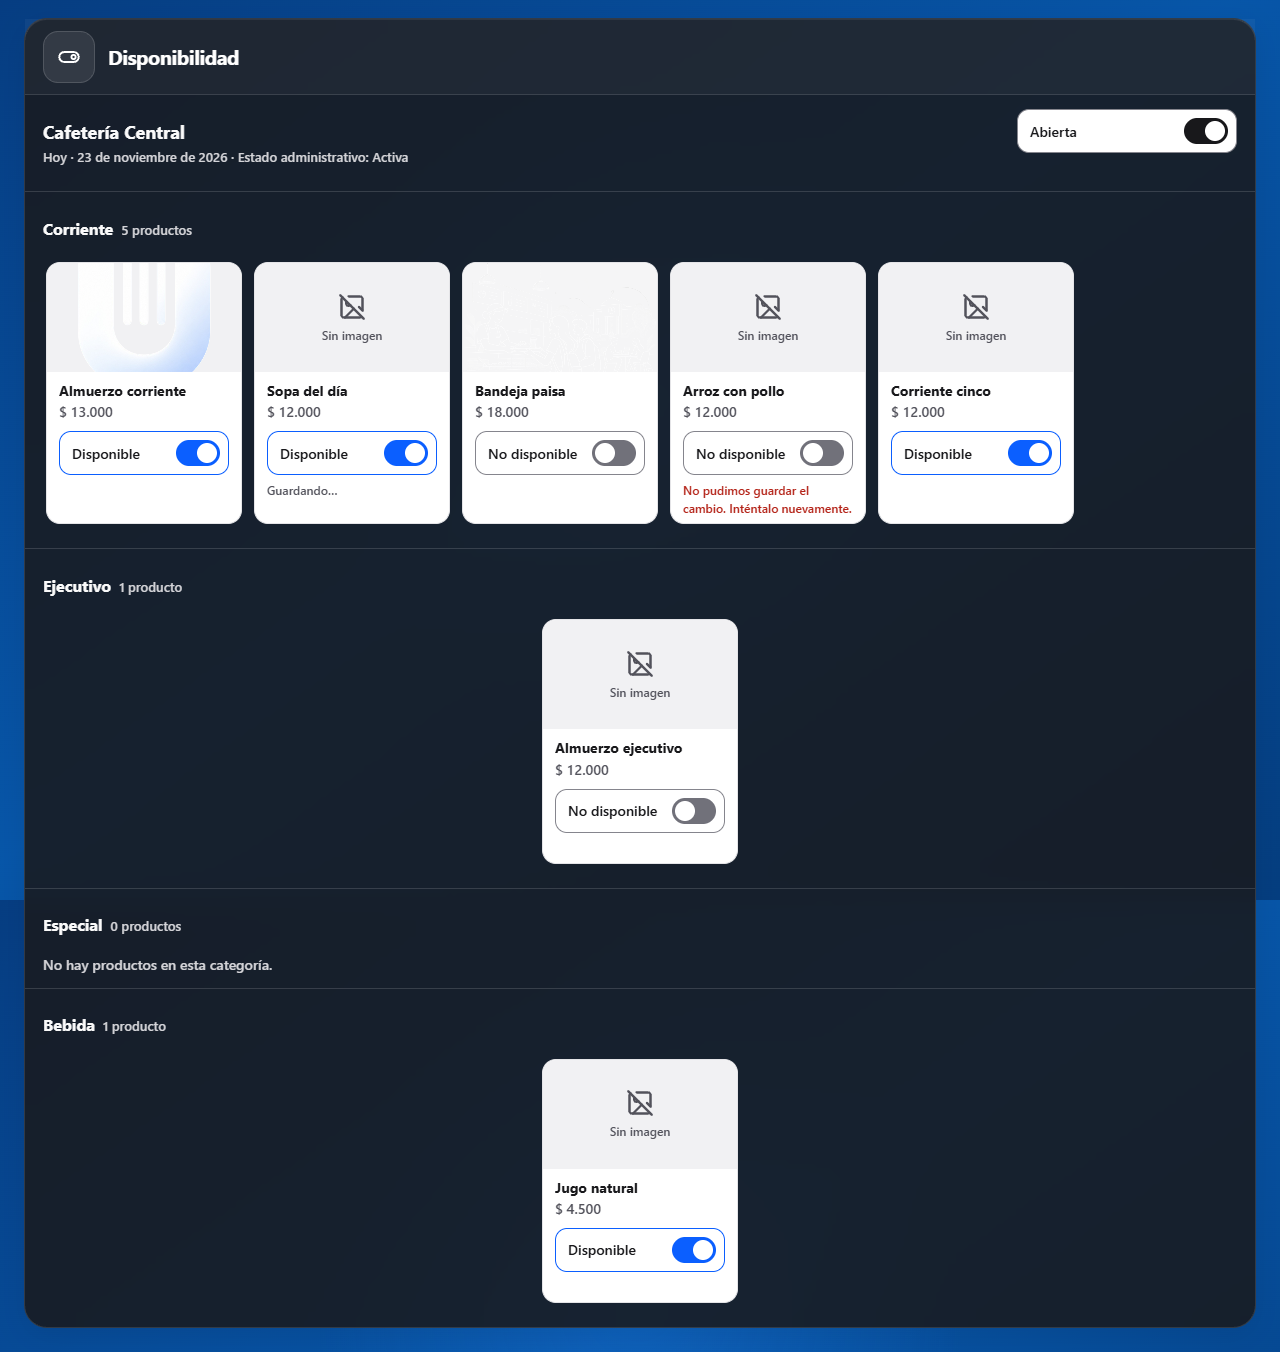 Disponibilidad
Cafetería Central
Hoy · 23 de noviembre de 2026 · Estado administrativo: Activa
Abierta
Corriente 5 productos
Almuerzo corriente
$ 13.000
Disponible
Sin imagen
Sopa del día
$ 12.000
Disponible
Guardando...
Bandeja paisa
$ 18.000
No disponible
Sin imagen
Arroz con pollo
$ 12.000
No disponible
No pudimos guardar el
cambio. Inténtalo nuevamente.
Sin imagen
Corriente cinco
$ 12.000
Disponible
Ejecutivo 1 producto
Sin imagen
Almuerzo ejecutivo
$ 12.000
No disponible
Especial 0 productos
No hay productos en esta categoría.
Bebida 1 producto
Sin imagen
Jugo natural
$ 4.500
Disponible